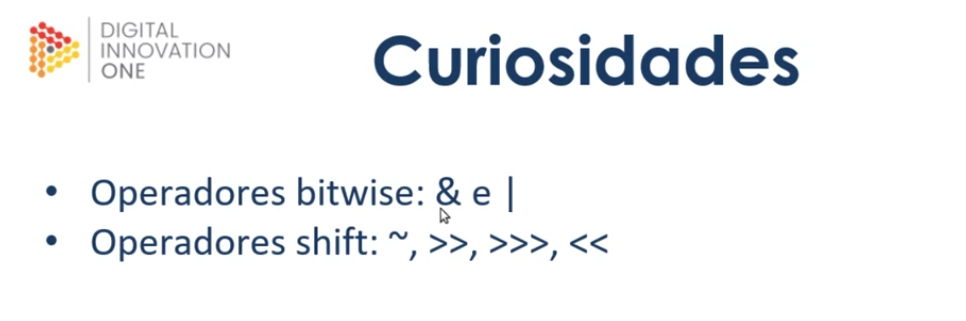 DIGITAL
INNOVATION
ONE
Curiosidades
• Operadores bitwise: & e |
• Operadores shift: ~, >>, >>>, <<